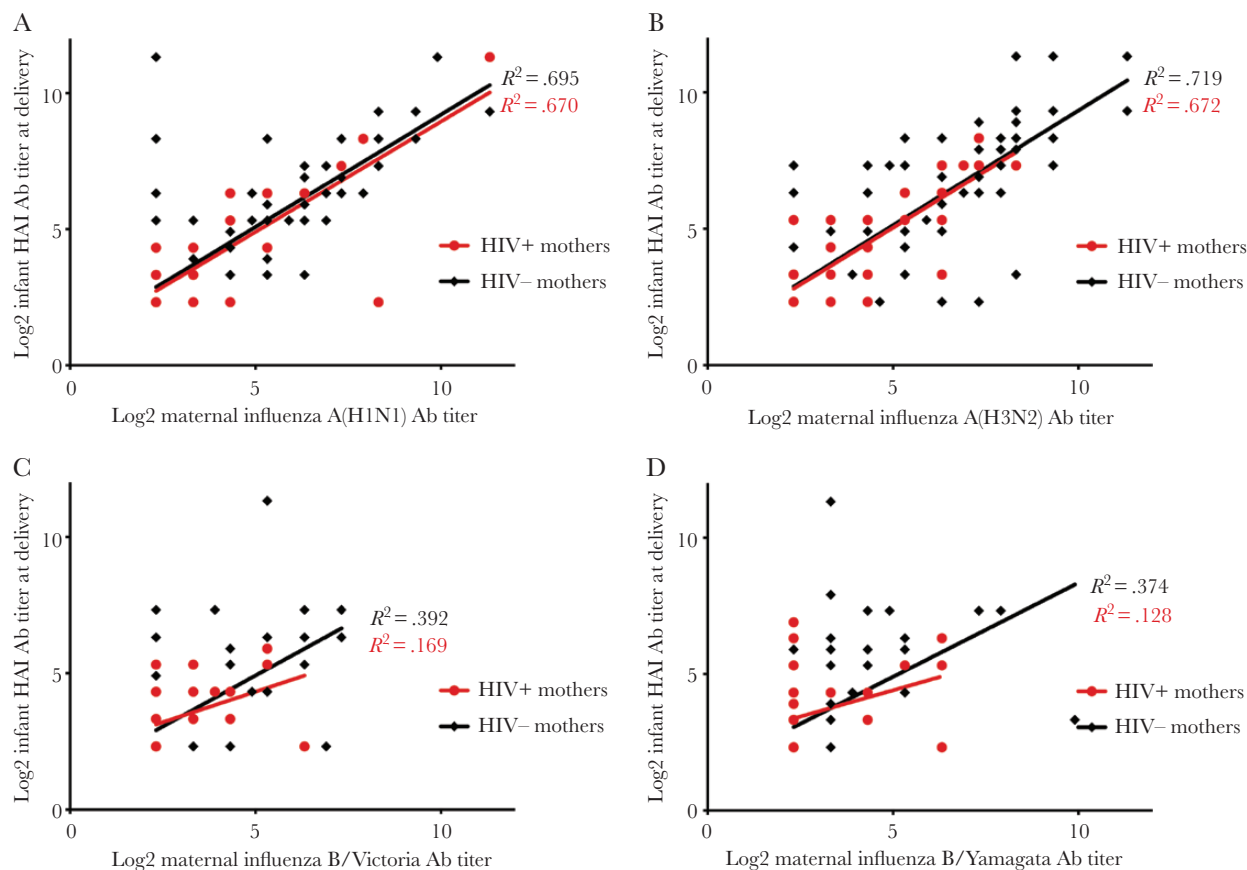 A
Log2 infant HAI Ab titer at delivery
10
5
0
0
5
10
R² = .695
R² = .670
HIV+ mothers
HIV– mothers
Log2 maternal influenza A(H1N1) Ab titer
B
Log2 infant HAI Ab titer at delivery
10
5
0
0
5
10
R² = .719
R² = .672
HIV+ mothers
HIV– mothers
Log2 maternal influenza A(H3N2) Ab titer
C
Log2 infant HAI Ab titer at delivery
10
5
0
0
5
10
R² = .392
R² = .169
HIV+ mothers
HIV– mothers
Log2 maternal influenza B/Victoria Ab titer
D
Log2 infant HAI Ab titer at delivery
10
5
0
0
5
10
R² = .374
R² = .128
HIV+ mothers
HIV– mothers
Log2 maternal influenza B/Yamagata Ab titer